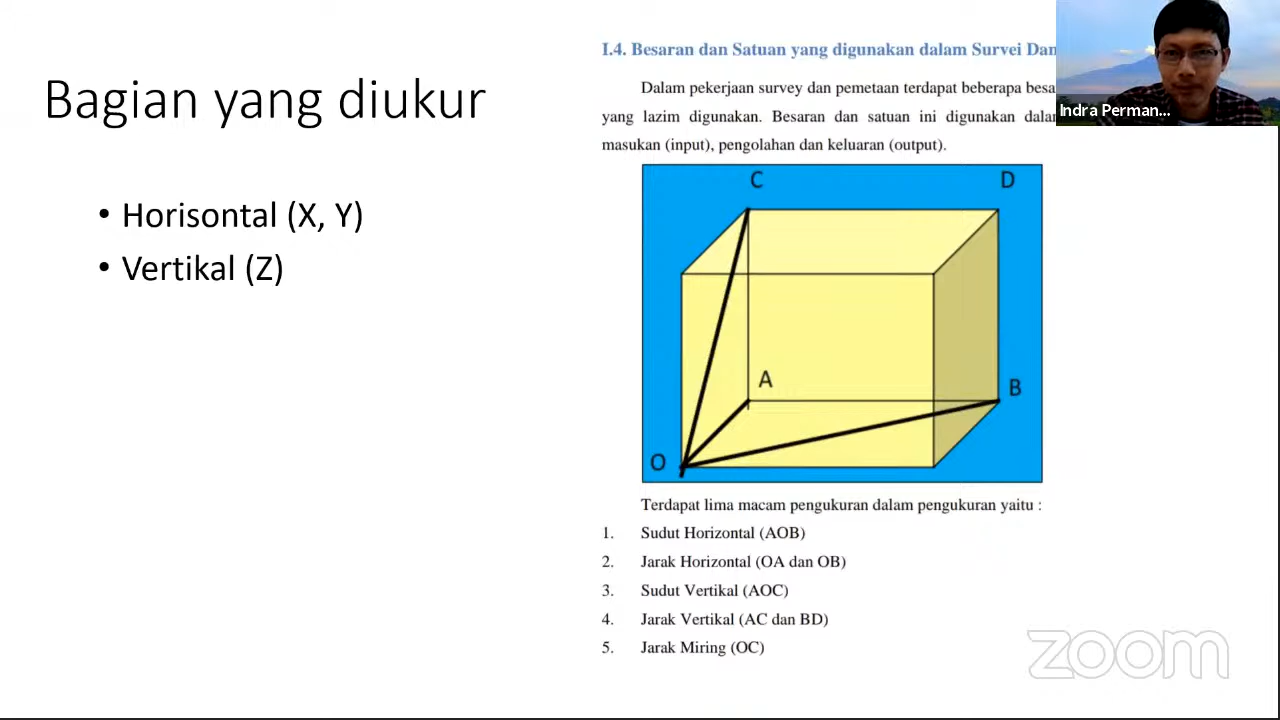 Bagian yang diukur
• Horisontal (X, Y)
• Vertikal (Z)
I.4. Besaran dan Satuan yang digunakan dalam Survei Dan
Dalam pekerjaan survey dan pemetaan terdapat beberapa besa
yang lazim digunakan. Besaran dan satuan ini digunakan dalam
masukan (input), pengolahan dan keluaran (output).
C
D
A
B
O
Terdapat lima macam pengukuran dalam pengukuran yaitu :
1. Sudut Horizontal (AOB)
2. Jarak Horizontal (OA dan OB)
3. Sudut Vertikal (AOC)
4. Jarak Vertikal (AC dan BD)
5. Jarak Miring (OC)
Indra Perman...
zoom